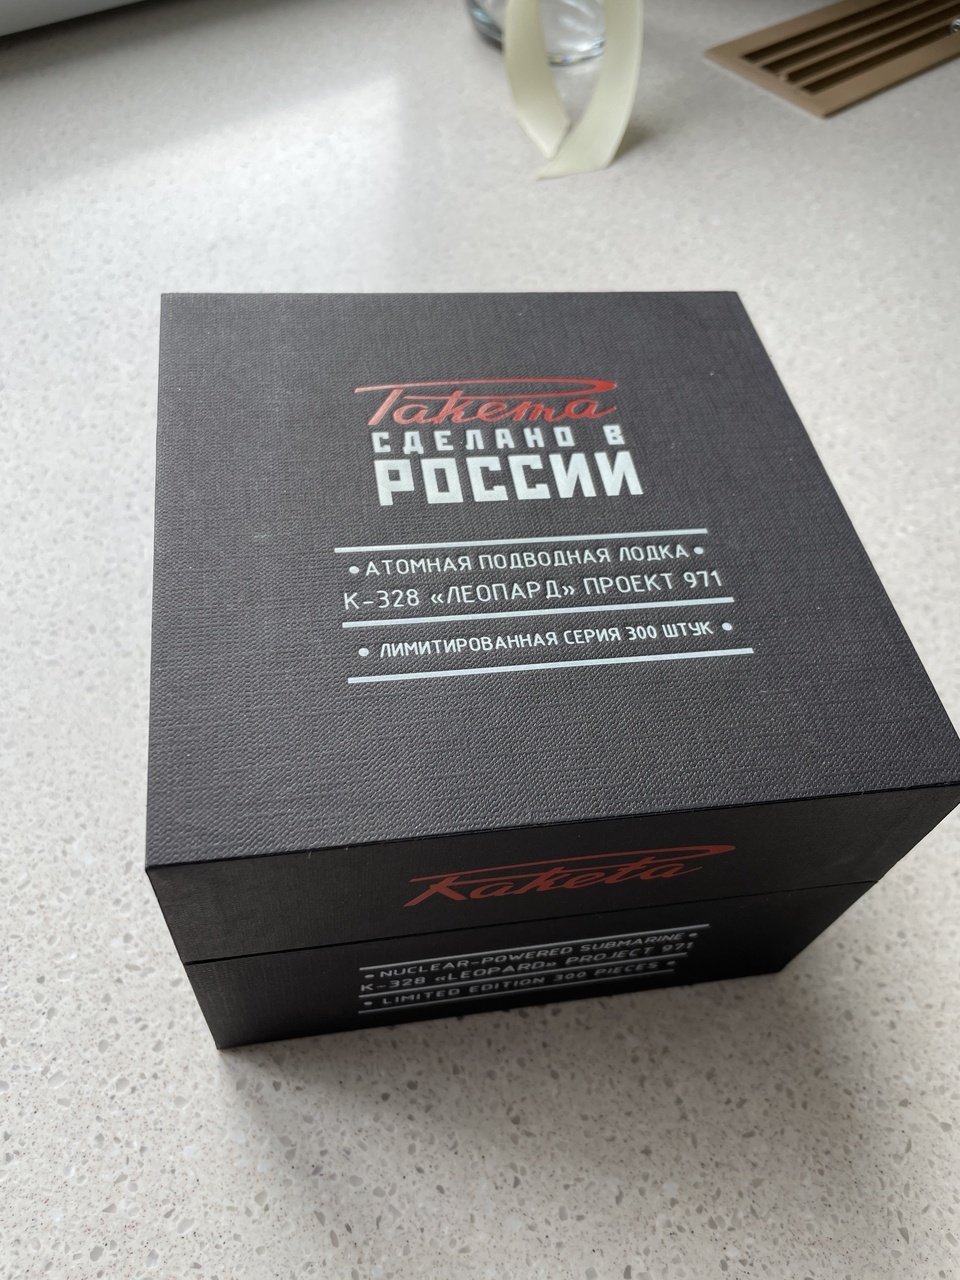 Ракета
СДЕЛАНО В
РОССИИ
• АТОМНАЯ ПОДВОДНАЯ ЛОДКА •
К-328 «ЛЕОПАРД» ПРОЕКТ 971
• ЛИМИТИРОВАННАЯ СЕРИЯ 300 ШТУК •
Raketa
• NUCLEAR-POWERED SUBMARINE •
K-328 «LEOPARD» PROJECT 971
• LIMITED EDITION 300 PIECES •